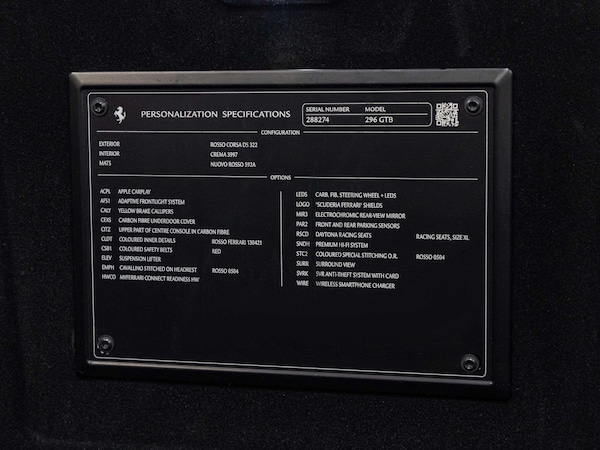 PERSONALIZATION SPECIFICATIONS
SERIAL NUMBER MODEL
288274 296 GTB
CONFIGURATION
EXTERIOR ROSSO CORSA DS 322
INTERIOR CREMA 3997
MATS NUOVO ROSSO 592A
OPTIONS
ACPL APPLE CARPLAY
AFS1 ADAPTIVE FRONTLIGHT SYSTEM
CALY YELLOW BRAKE CALLIPERS
CEXS CARBON FIBRE UNDERDOOR COVER
CITZ UPPER PART OF CENTRE CONSOLE IN CARBON FIBRE
CLDT COLOURED INNER DETAILS ROSSO FERRARI 130421
CSB1 COLOURED SAFETY BELTS RED
ELEV SUSPENSION LIFTER
EMPH CAVALLINO STITCHED ON HEADREST ROSSO 0504
HWCO MYFERRARI CONNECT READINESS HW
LEDS CARB. FIB. STEERING WHEEL + LEDS
LOGO "SCUDERIA FERRARI" SHIELDS
MIR3 ELECTROCHROMIC REAR-VIEW MIRROR
PAR2 FRONT AND REAR PARKING SENSORS
RSCD DAYTONA RACING SEATS RACING SEATS, SIZE XL
SNDH PREMIUM HI-FI SYSTEM
STC2 COLOURED SPECIAL STITCHING O.R. ROSSO 0504
SURR SURROUND VIEW
SVRK SVR ANTI-THEFT SYSTEM WITH CARD
WIRE WIRELESS SMARTPHONE CHARGER